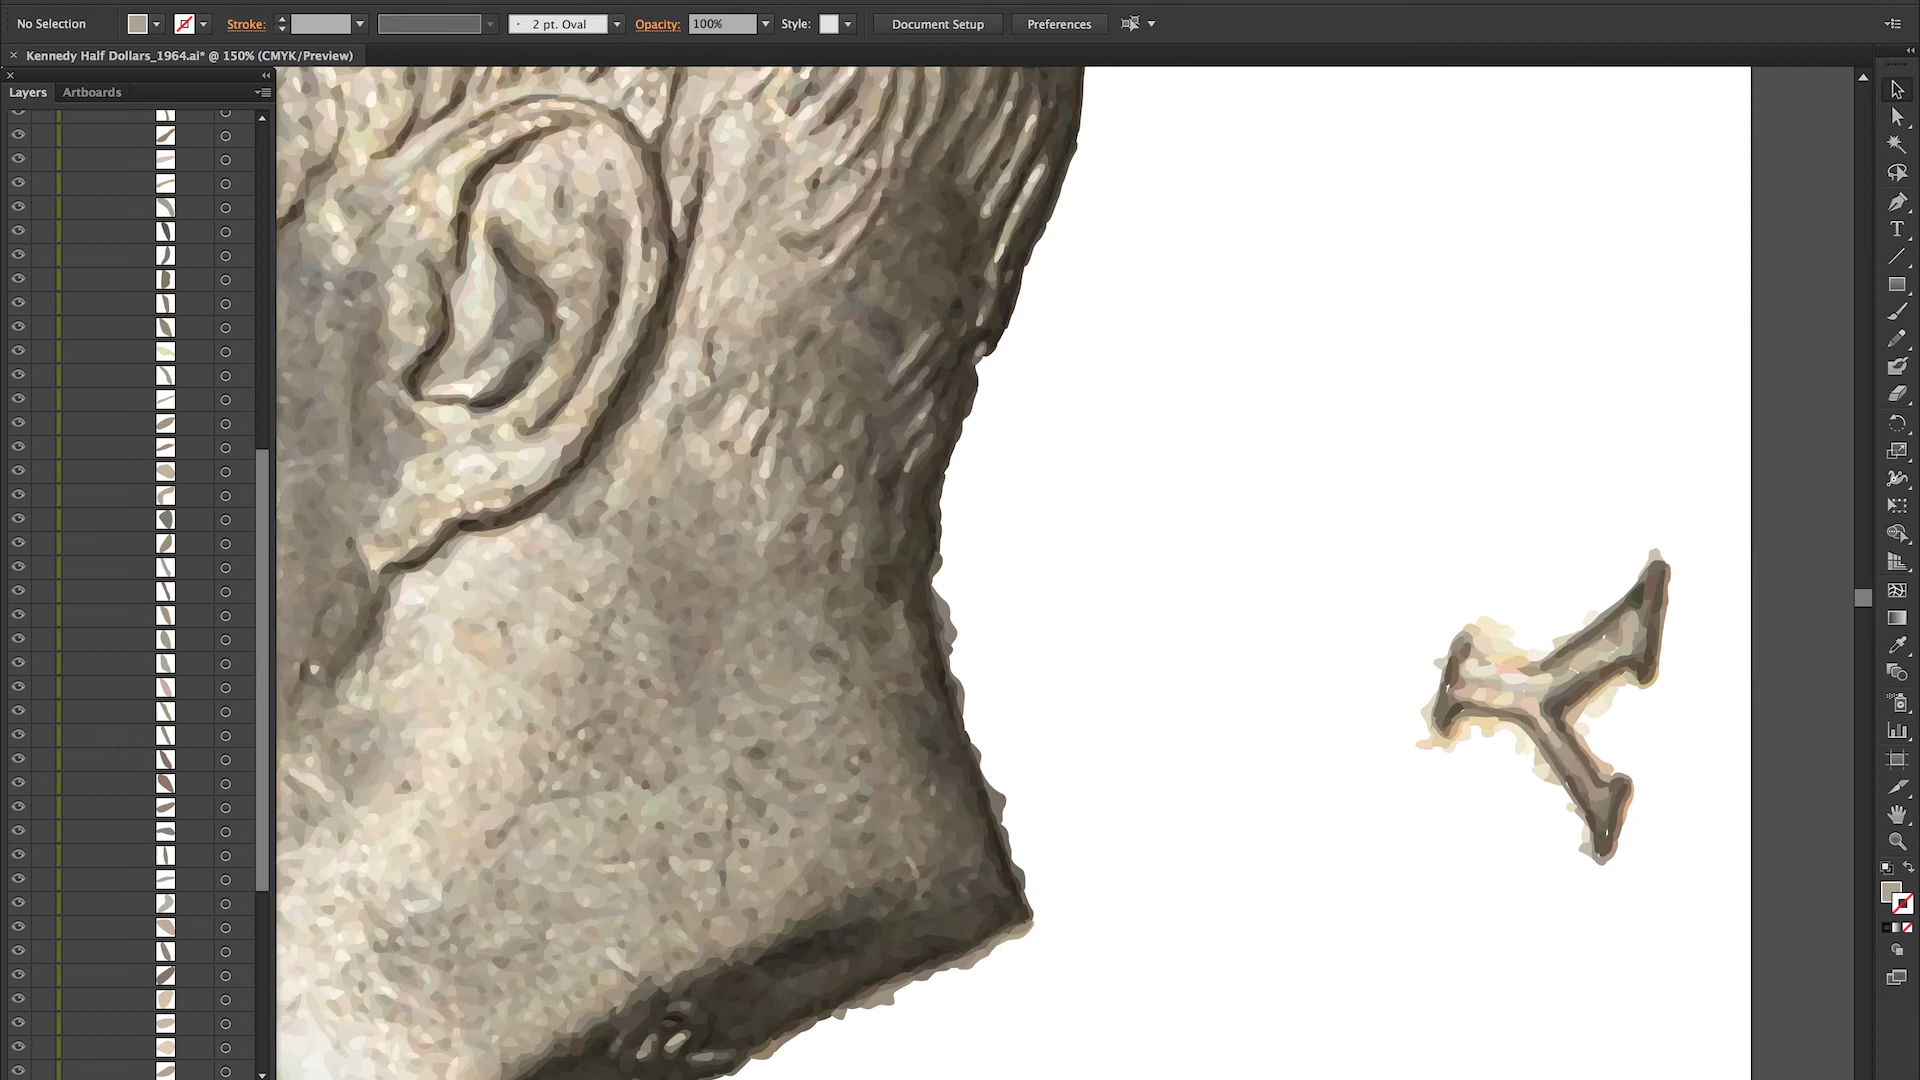 No Selection Stroke: 2 pt. Oval Opacity: 100% Style: Document Setup Preferences
Kennedy Half Dollars_1964.ai* @ 150% (CMYK/Preview)
Layers Artboards
Y